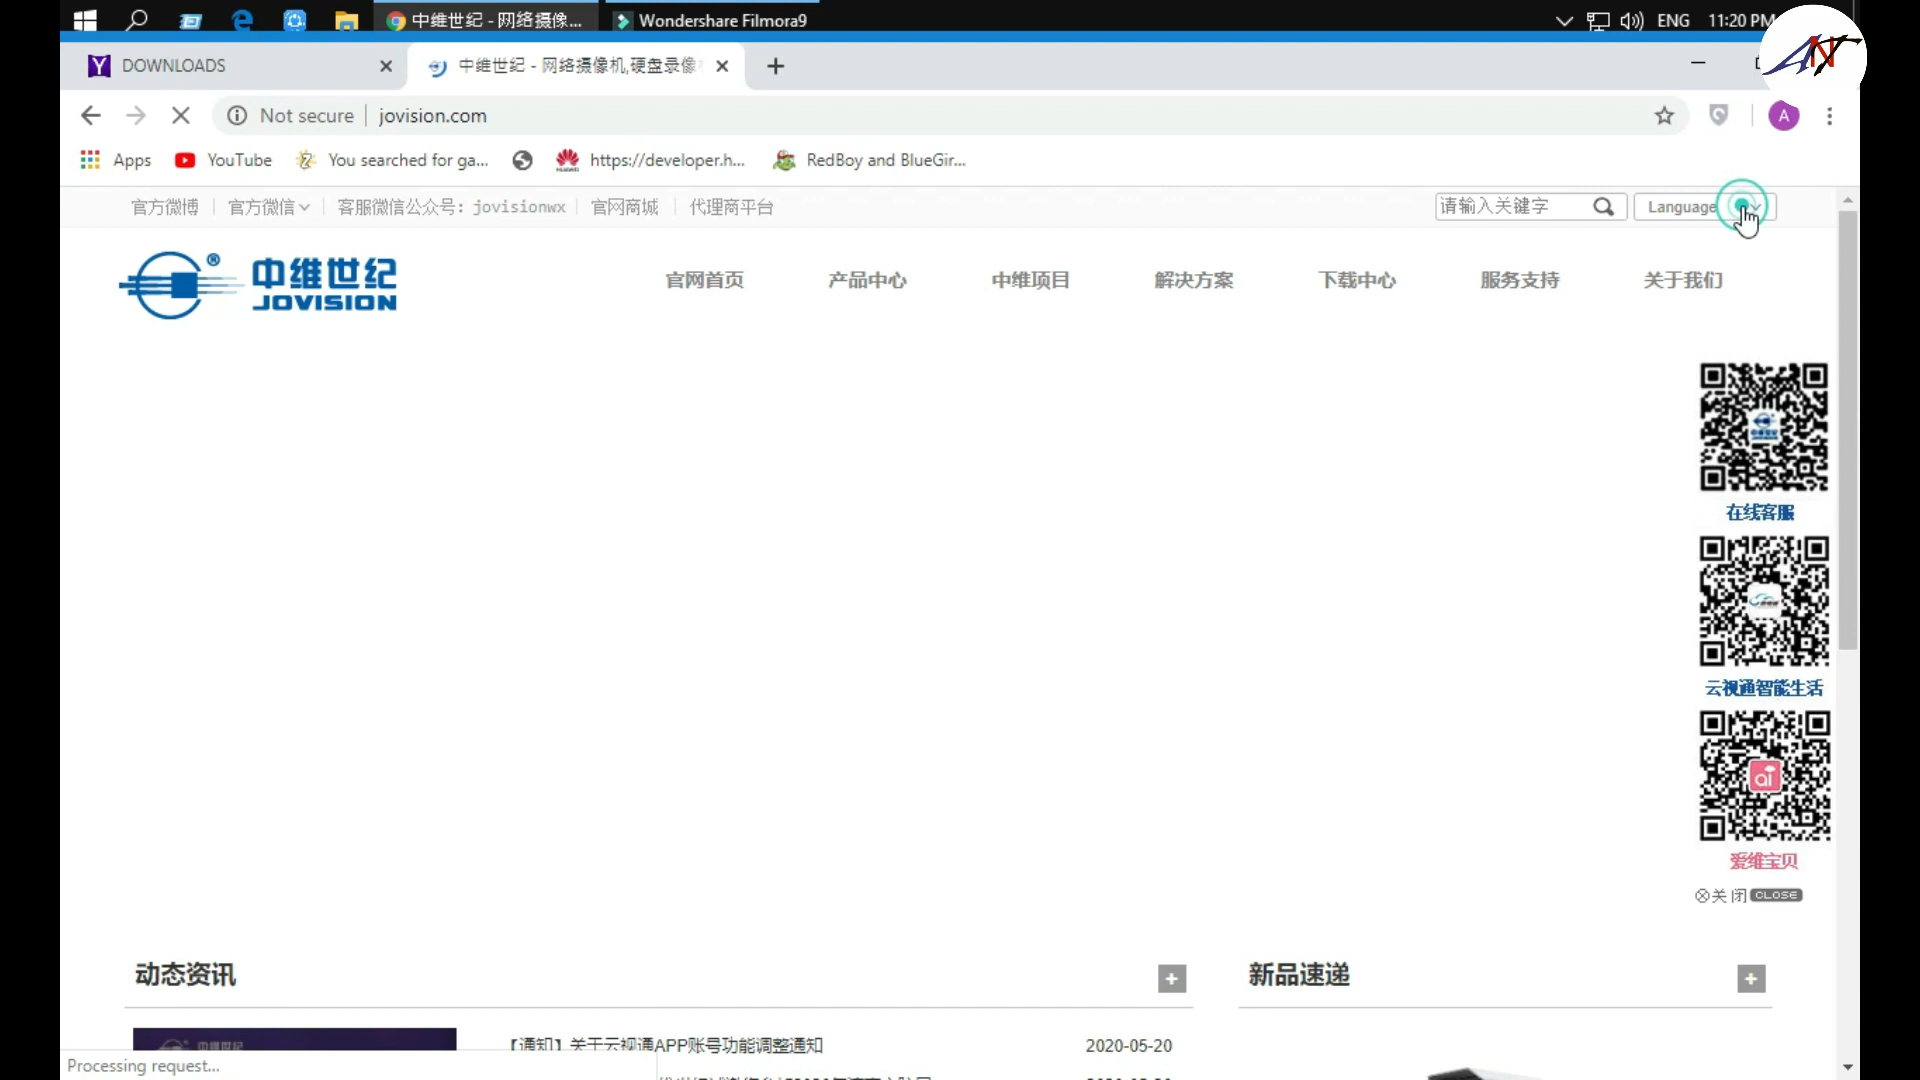 中维世纪 - 网络摄像... Wondershare Filmora9 ENG 11:20 PM
DOWNLOADS 中维世纪 - 网络摄像机,硬盘录像
Not secure jovision.com A
Apps YouTube You searched for ga... https://developer.h... RedBoy and BlueGir...
官方微博 官方微信 客服微信公众号: jovisionwx 官网商城 代理商平台 请输入关键字 Language
中维世纪
JOVISION
官网首页 产品中心 中维项目 解决方案 下载中心 服务支持 关于我们
在线客服
云视通智能生活
爱维宝贝
关闭 CLOSE
动态资讯 新品速递
【通知】关于云视通APP账号功能调整通知 2020-05-20
Processing request...